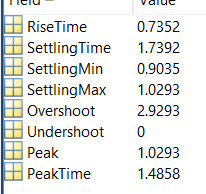 Value
RiseTime 0.7352
SettlingTime 1.7392
SettlingMin 0.9035
SettlingMax 1.0293
Overshoot 2.9293
Undershoot 0
Peak 1.0293
PeakTime 1.4858